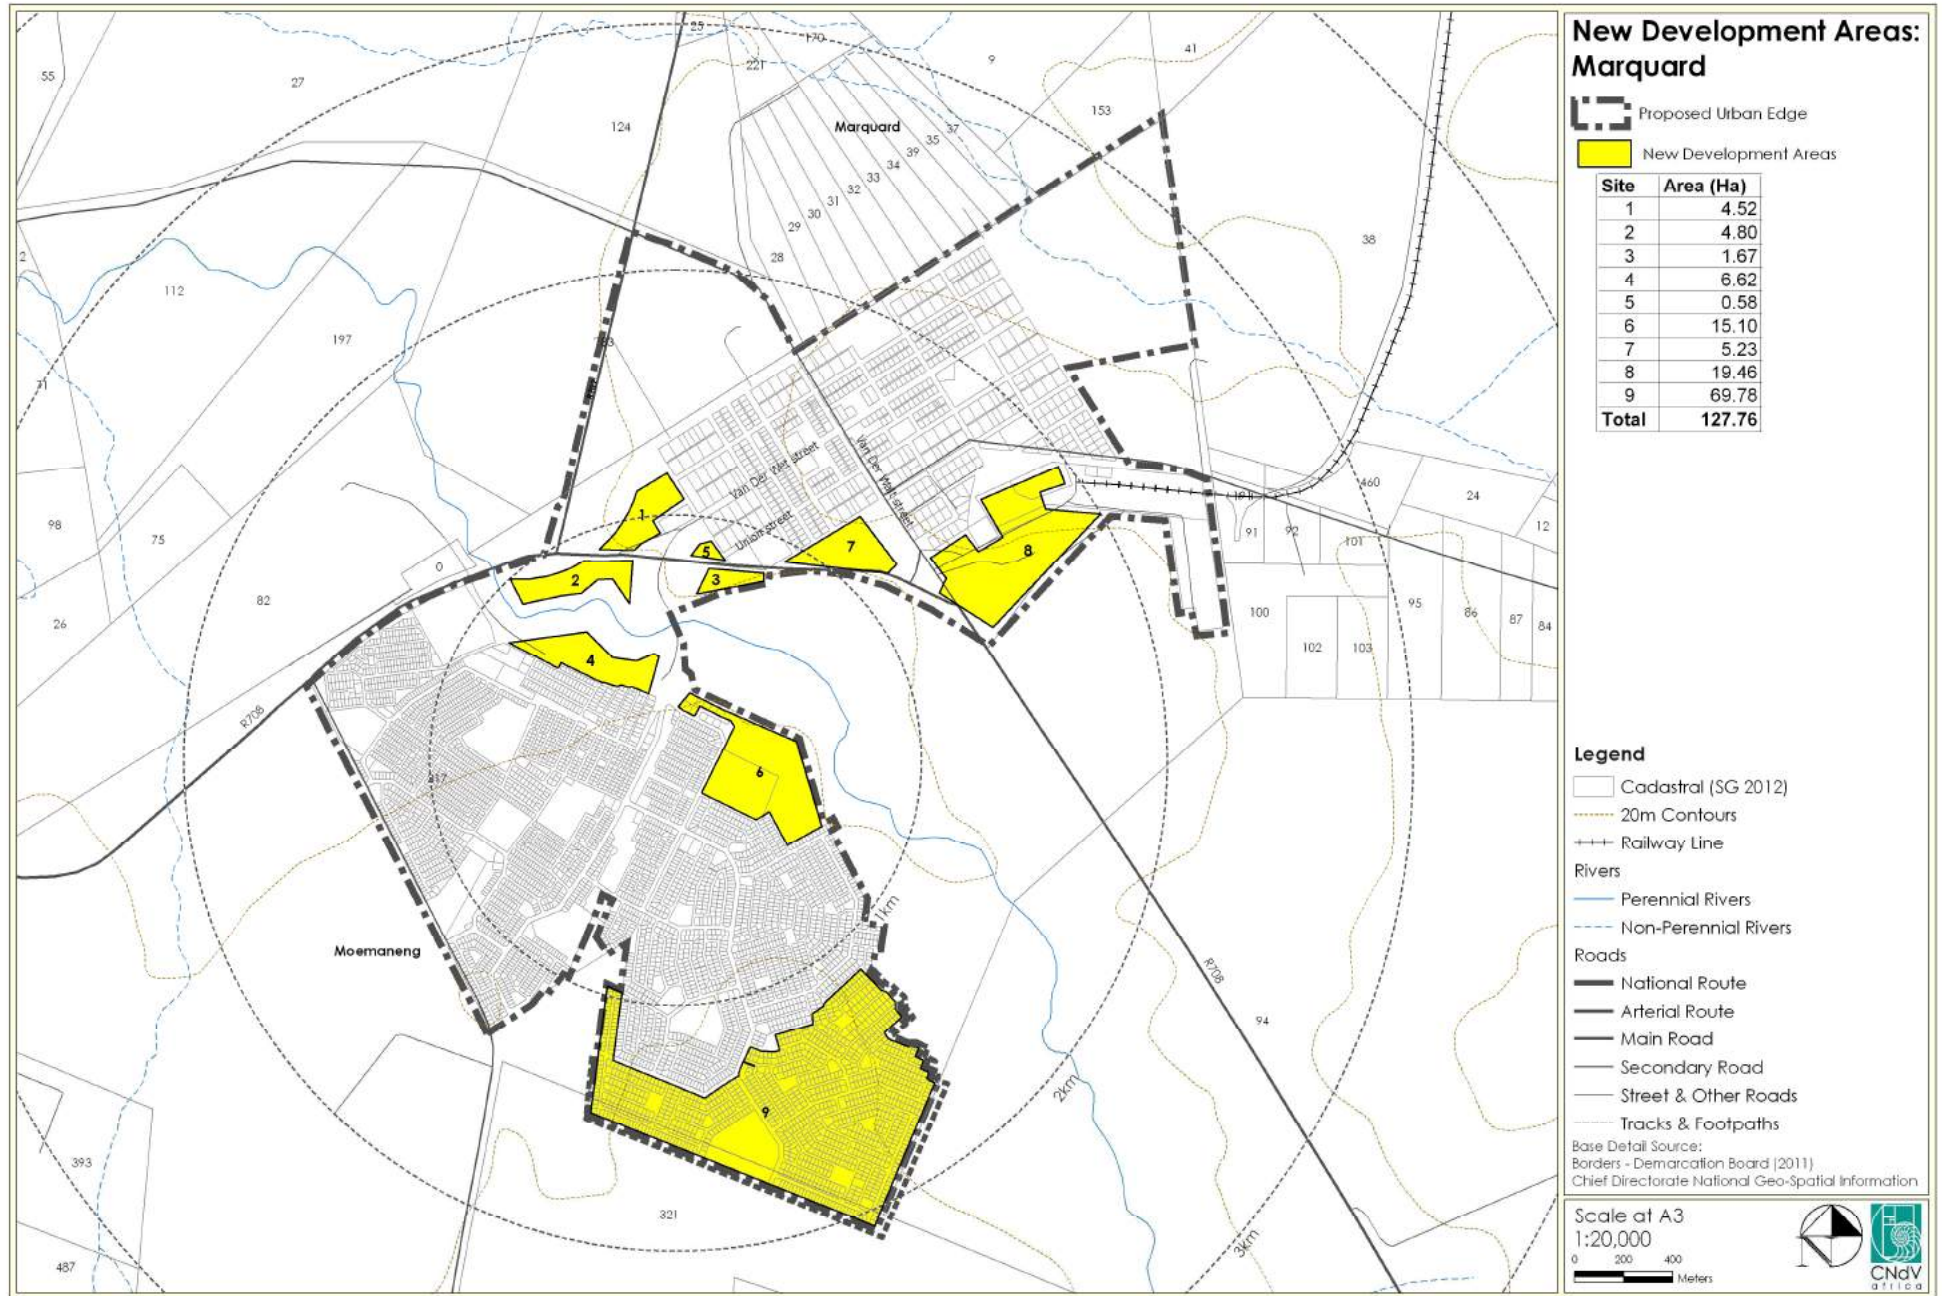 New Development Areas:
Marquard
Proposed Urban Edge
New Development Areas
Site Area (Ha)
1 4.52
2 4.80
3 1.67
4 6.62
5 0.58
6 15.10
7 5.23
8 19.46
9 69.78
Total 127.76
Legend
Cadastral (SG 2012)
20m Contours
Railway Line
Rivers
Perennial Rivers
Non-Perennial Rivers
Roads
National Route
Arterial Route
Main Road
Secondary Road
Street & Other Roads
Tracks & Footpaths
Base Detail Source:
Borders - Demarcation Board (2011)
Chief Directorate National Geo-Spatial Information
Scale at A3
1:20,000
0 200 400
Meters
CNdV
africa
25
170
41
9
221
55
27
153
124
Marquard
37
35
39
34
33
32
31
30
29
28
38
2
112
197
Van Der Wet street
Van Der Walt street
Union street
460
24
98
12
75
91
92
101
1
5
7
8
2
3
0
82
26
100
95
86
87
84
102
103
4
R708
6
1km
Moemaneng
R708
94
2km
9
393
321
3km
487